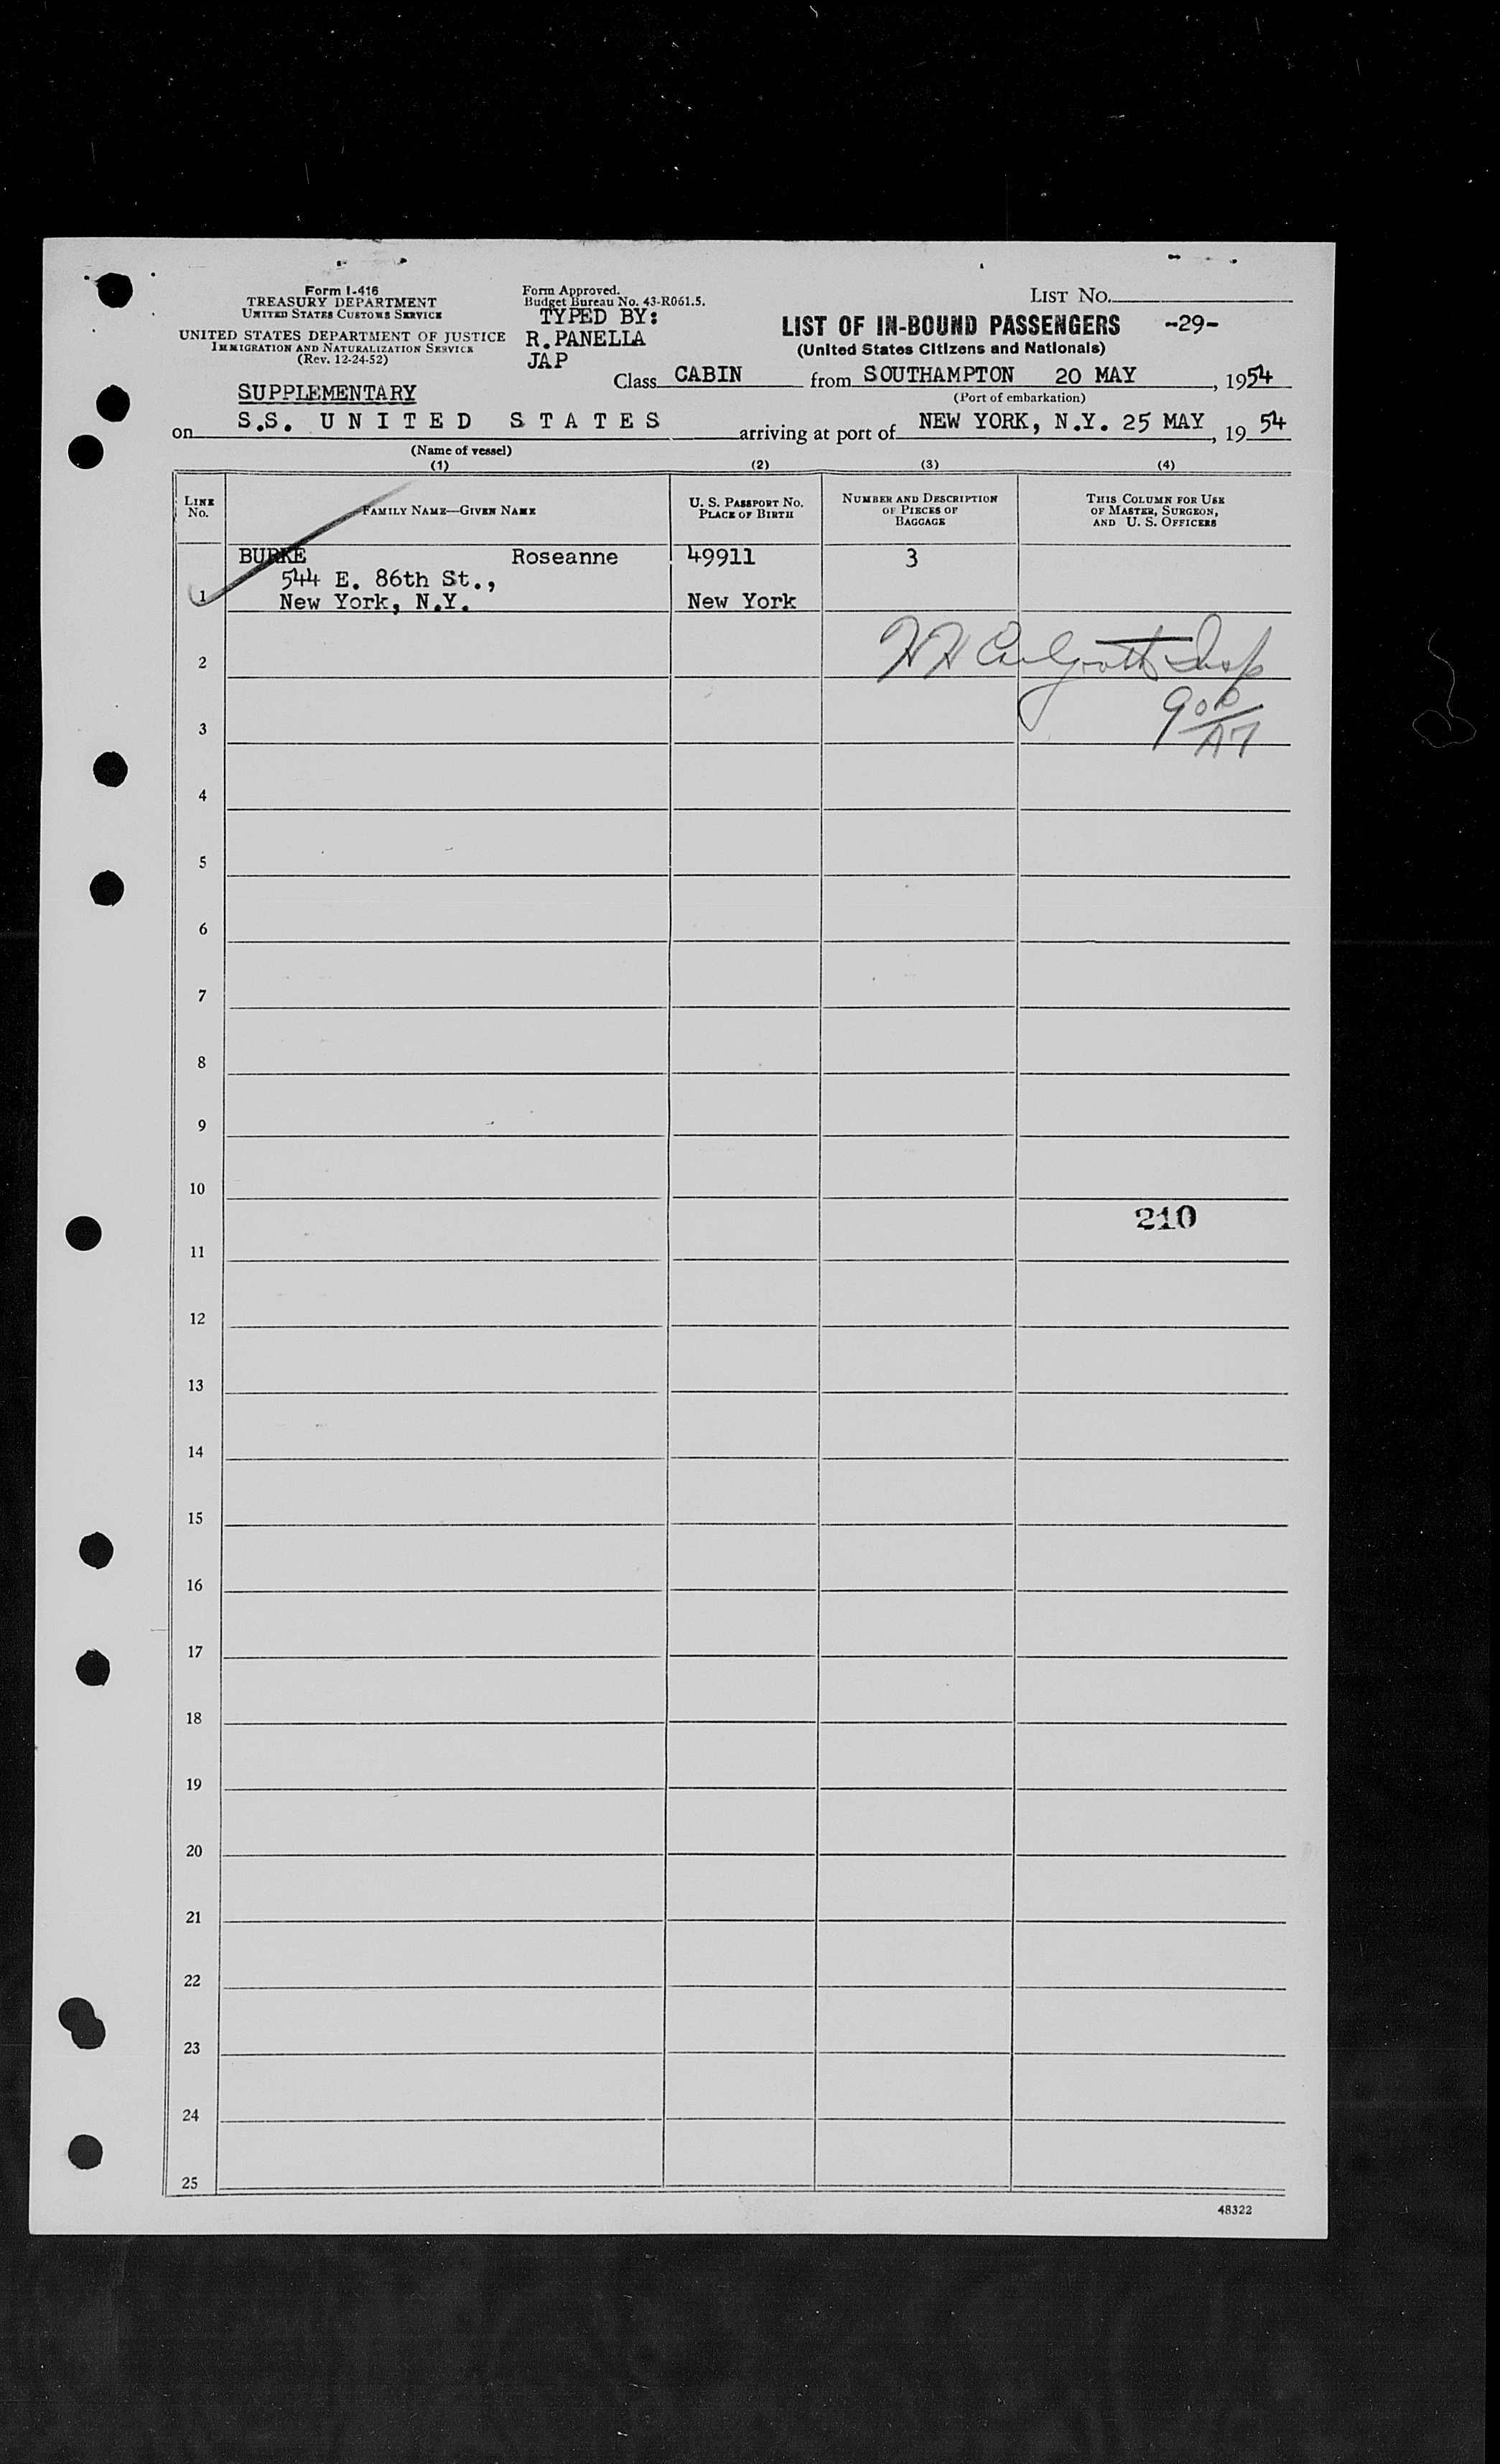 Form I-416
TREASURY DEPARTMENT
UNITED STATES CUSTOMS SERVICE
UNITED STATES DEPARTMENT OF JUSTICE
IMMIGRATION AND NATURALIZATION SERVICE
(Rev. 12-24-52)
Form Approved.
Budget Bureau No. 43-R061.5.
TYPED BY:
R. PANELLA
JAP
LIST NO.
LIST OF IN-BOUND PASSENGERS -29-
(United States Citizens and Nationals)
Class CABIN from SOUTHAMPTON 20 MAY, 1954
(Port of embarkation)
SUPPLEMENTARY
on S.S. UNITED STATES arriving at port of NEW YORK, N.Y. 25 MAY, 19 54
(Name of vessel)
(1) (2) (3) (4)
LINE NO.
FAMILY NAME—GIVEN NAME
U. S. PASSPORT NO.
PLACE OF BIRTH
NUMBER AND DESCRIPTION
OF PIECES OF
BAGGAGE
THIS COLUMN FOR USE
OF MASTER, SURGEON,
AND U. S. OFFICERS
BURKE Roseanne 49911 3
544 E. 86th St.,
1 New York, N.Y. New York
2
3
4
5
6
7
8
9
10
210
11
12
13
14
15
16
17
18
19
20
21
22
23
24
25
48322